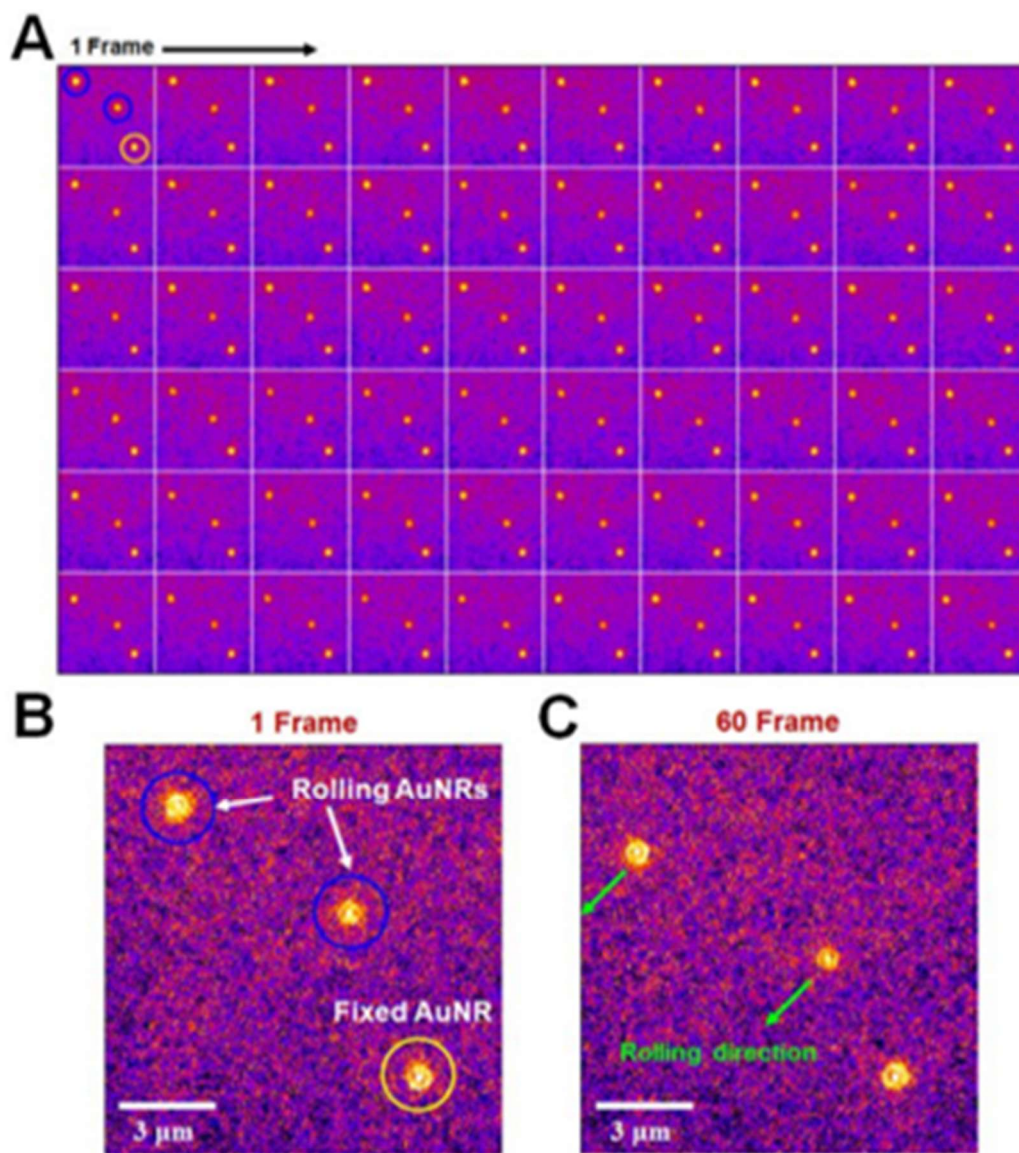 A
1 Frame
B
1 Frame
Rolling AuNRs
Fixed AuNR
3 µm
C
60 Frame
Rolling direction
3 µm